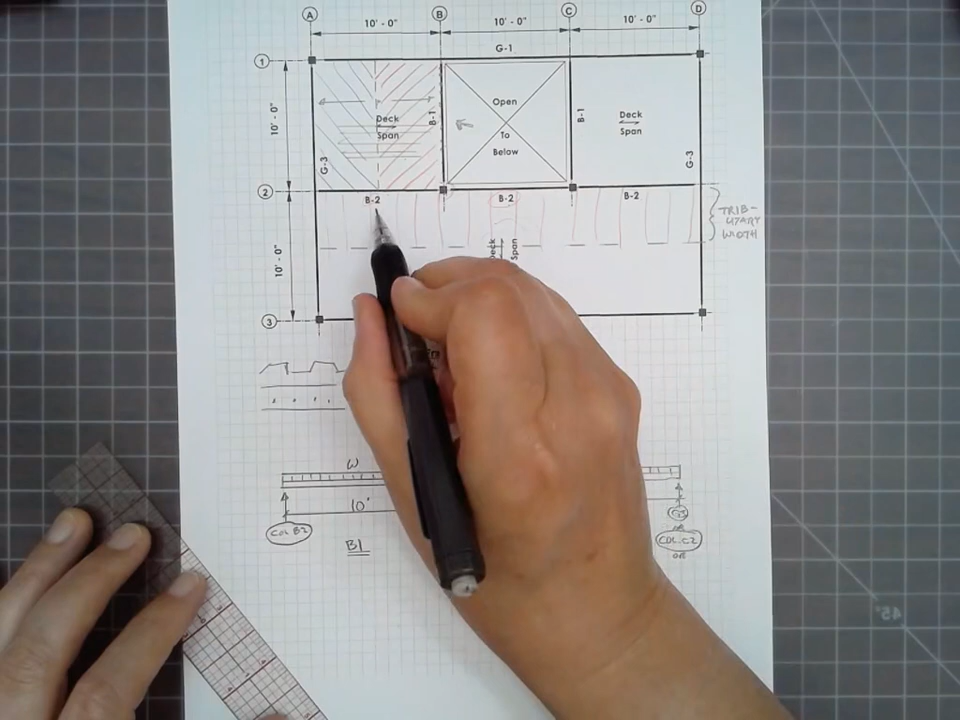 A B C D
10' - 0" 10' - 0" 10' - 0"
G-1
1
10' - 0"
Deck
Span
B-1
G-3
Open
To
Below
B-1
Deck
Span
G-3
2
B-2 B-2 B-2
TRIB-
UTARY
WIDTH
10' - 0"
Deck
Span
3
W
10'
COL B2
B1
COL. C2
OR
45°